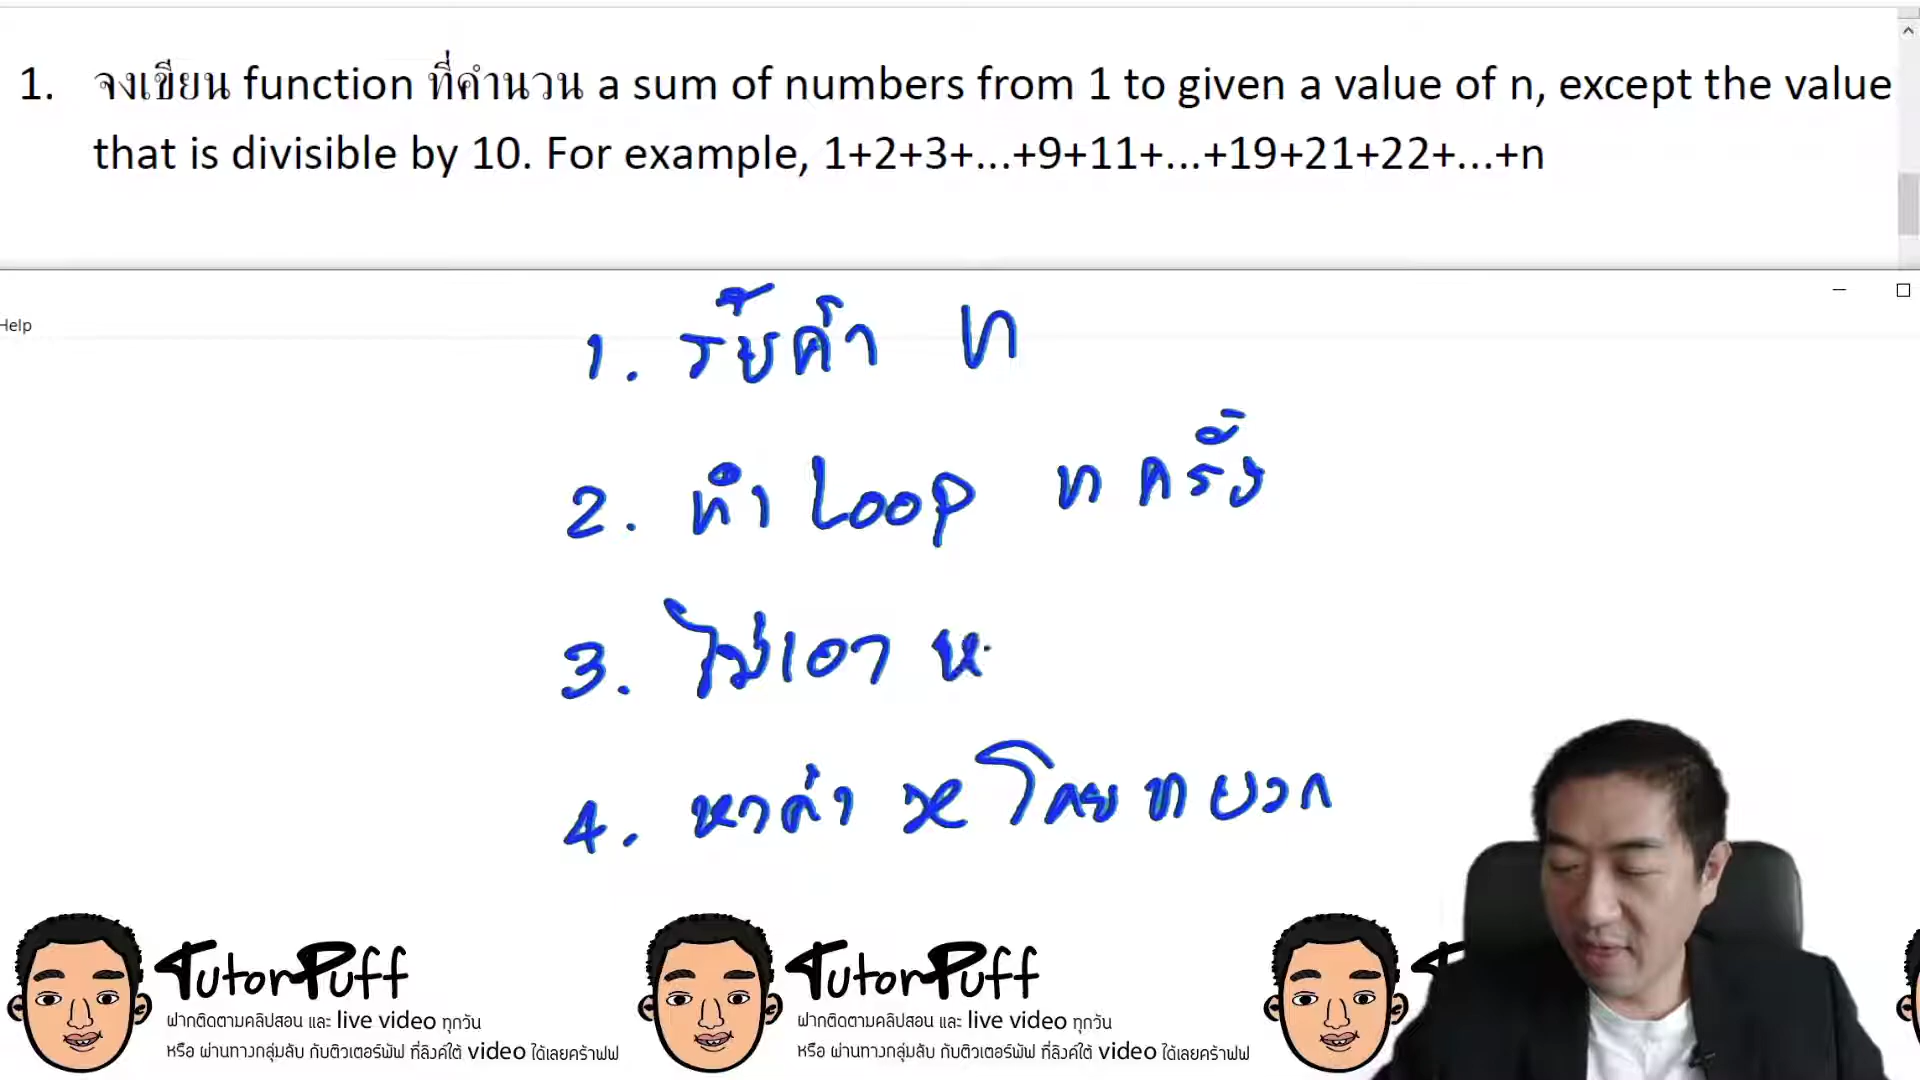 1. จงเขียน function ที่คำนวน a sum of numbers from 1 to given a value of n, except the value
that is divisible by 10. For example, 1+2+3+...+9+11+...+19+21+22+...+n
Help
1. รับค่า n
2. ทำ Loop n ครั้ง
3. ไม่เอา ห
4. หาค่า x โดย n บวก
TutorPuff
ฝากติดตามคลิปสอน และ live video ทุกวัน
หรือ ผ่านทางกลุ่มลับ กับติวเตอร์พัฟ ที่ลิงค์ใต้ video ได้เลยคร้าฟฟ
TutorPuff
ฝากติดตามคลิปสอน และ live video ทุกวัน
หรือ ผ่านทางกลุ่มลับ กับติวเตอร์พัฟ ที่ลิงค์ใต้ video ได้เลยคร้าฟฟ